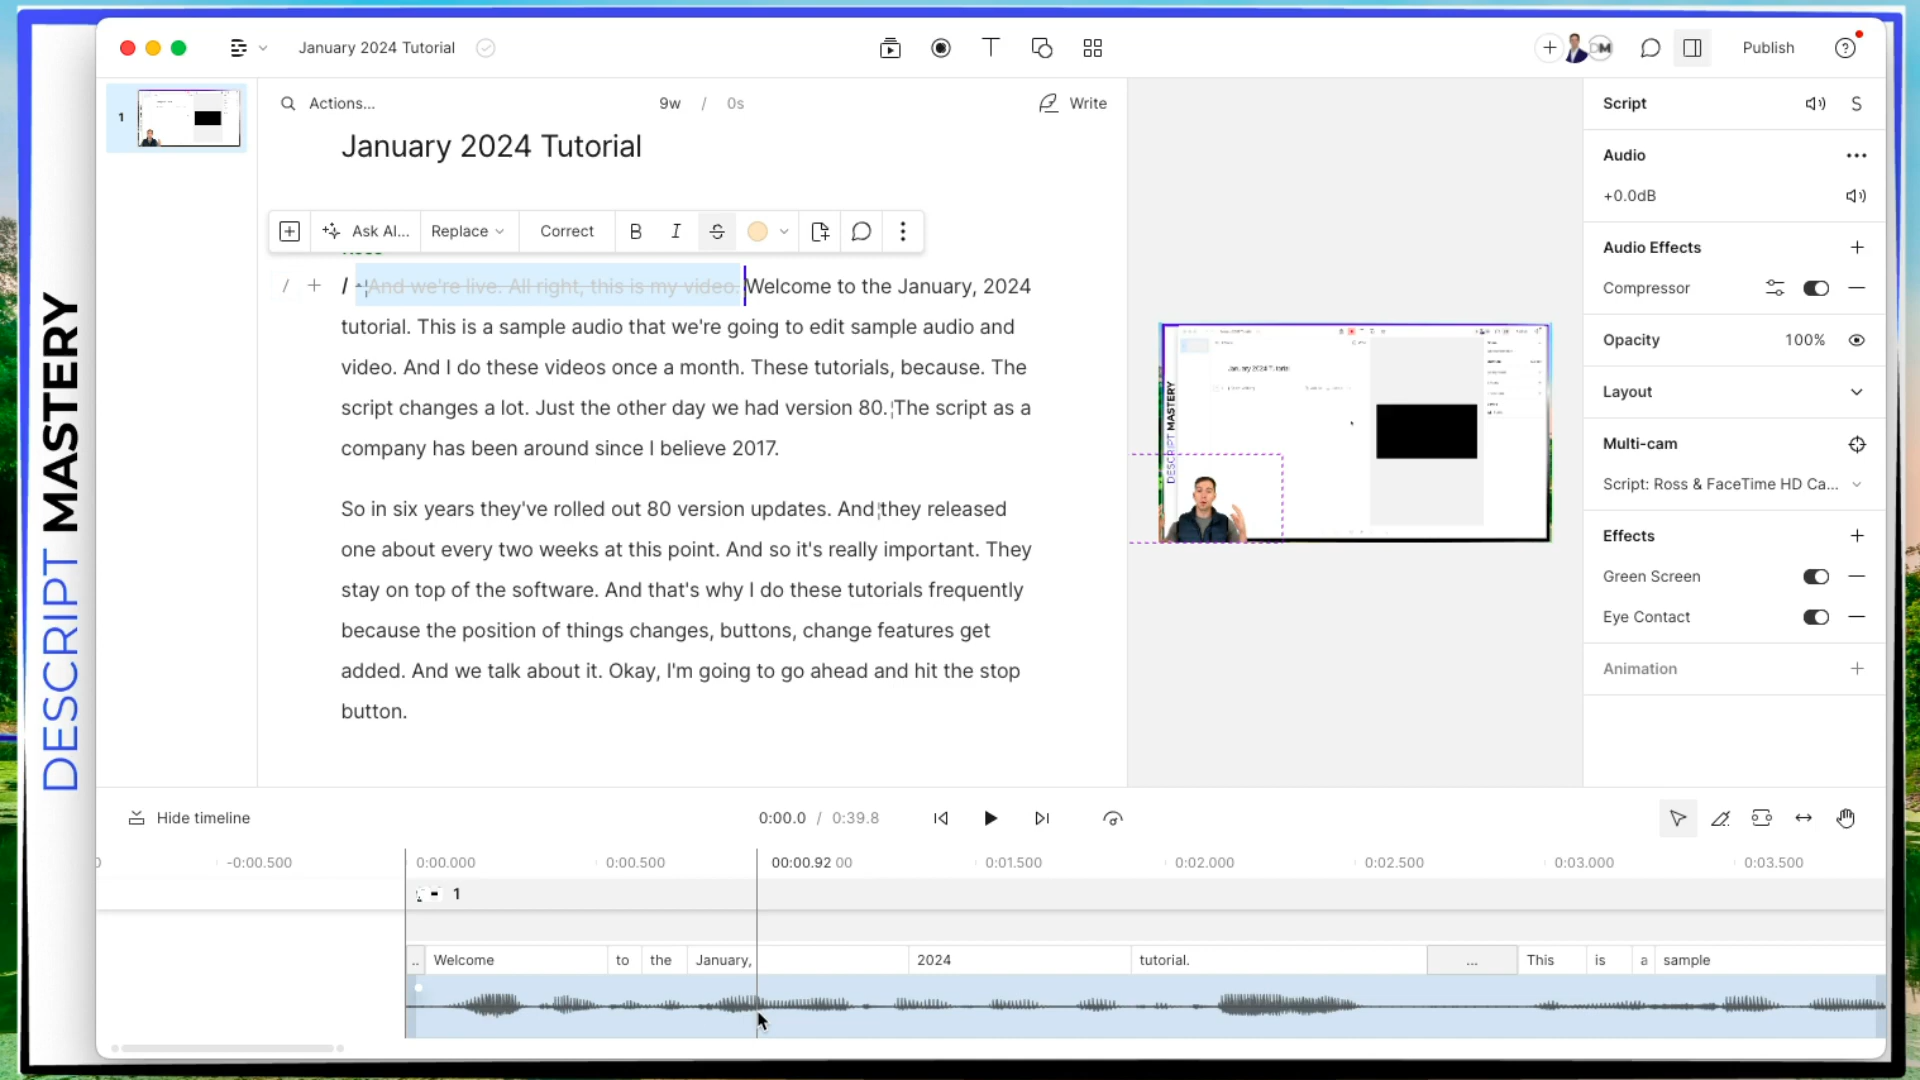 January 2024 Tutorial
Publish
1
Actions...
9w / 0s
Write
January 2024 Tutorial
Ask AI...
Replace
Correct
B
I
S
/ And we're live. All right, this is my video. Welcome to the January, 2024
tutorial. This is a sample audio that we're going to edit sample audio and
video. And I do these videos once a month. These tutorials, because. The
script changes a lot. Just the other day we had version 80. The script as a
company has been around since I believe 2017.
So in six years they've rolled out 80 version updates. And they released
one about every two weeks at this point. And so it's really important. They
stay on top of the software. And that's why I do these tutorials frequently
because the position of things changes, buttons, change features get
added. And we talk about it. Okay, I'm going to go ahead and hit the stop
button.
January 2024 Tutorial
DESCRIPT MASTERY
Script
S
Audio
+0.0dB
Audio Effects
Compressor
Opacity
100%
Layout
Multi-cam
Script: Ross & FaceTime HD Ca...
Effects
Green Screen
Eye Contact
Animation
DESCRIPT MASTERY
Hide timeline
0:00.0 / 0:39.8
-0:00.500
0:00.000
0:00.500
00:00.92 00
0:01.500
0:02.000
0:02.500
0:03.000
0:03.500
1
.. Welcome to the January, 2024 tutorial. ... This is a sample